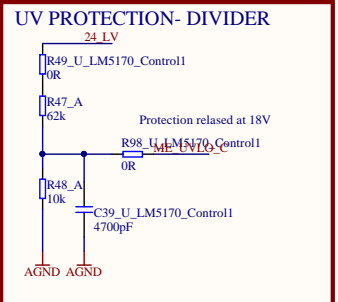 UV PROTECTION- DIVIDER
24_LV
R49_U_LM5170_Control1
0R
R47_A
62k
Protection relased at 18V
R98_U_LM5170_Control1
ME_UVLO_C
0R
R48_A
10k
C39_U_LM5170_Control1
4700pF
AGND AGND